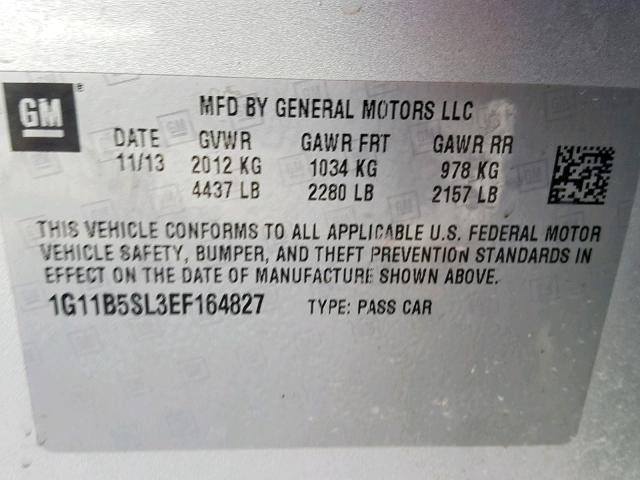 GM ® MFD BY GENERAL MOTORS LLC
DATE GVWR GAWR FRT GAWR RR
11/13 2012 KG 1034 KG 978 KG
4437 LB 2280 LB 2157 LB
THIS VEHICLE CONFORMS TO ALL APPLICABLE U.S. FEDERAL MOTOR
VEHICLE SAFETY, BUMPER, AND THEFT PREVENTION STANDARDS IN
EFFECT ON THE DATE OF MANUFACTURE SHOWN ABOVE.
1G11B5SL3EF164827 TYPE: PASS CAR